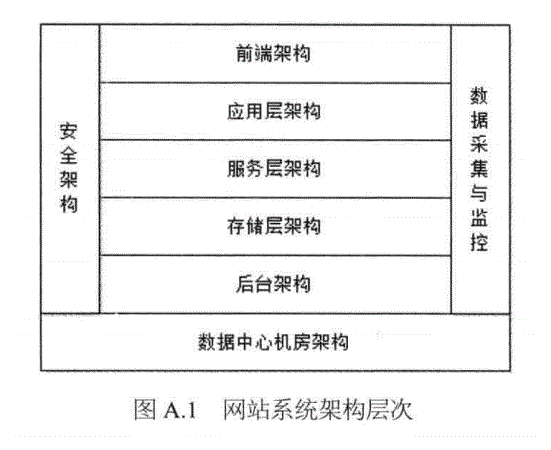 前端架构
应用层架构
服务层架构
存储层架构
后台架构
安全架构
数据采集与监控
数据中心机房架构
图 A.1 网站系统架构层次